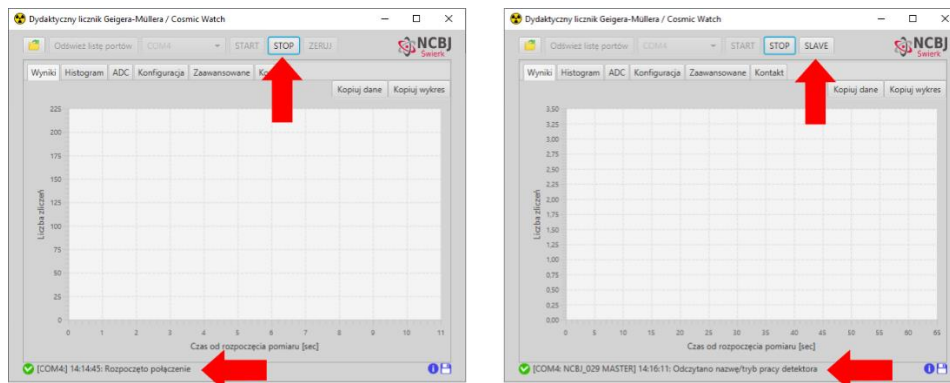 Dydaktyczny licznik Geigera-Müllera / Cosmic Watch
Odśwież listę portów COM4 START STOP ZERUJ
NCBJ
Świerk
Wyniki Histogram ADC Konfiguracja Zaawansowane
Kopiuj dane Kopiuj wykres
225
200
175
150
125
100
75
50
25
0
Liczba zliczeń
0 1 2 3 4 5 6 7 8 9 10 11
Czas od rozpoczęcia pomiaru [sec]
[COM4:] 14:14:45: Rozpoczęto połączenie
Dydaktyczny licznik Geigera-Müllera / Cosmic Watch
Odśwież listę portów COM4 START STOP SLAVE
NCBJ
Świerk
Wyniki Histogram ADC Konfiguracja Zaawansowane Kontakt
Kopiuj dane Kopiuj wykres
3,50
3,25
3,00
2,75
2,50
2,25
2,00
1,75
1,50
1,25
1,00
0,75
0,50
0,25
0,00
Liczba zliczeń
0 5 10 15 20 25 30 35 40 45 50 55 60 65
Czas od rozpoczęcia pomiaru [sec]
[COM4: NCBJ_029 MASTER] 14:16:11: Odczytano nazwę/tryb pracy detektora